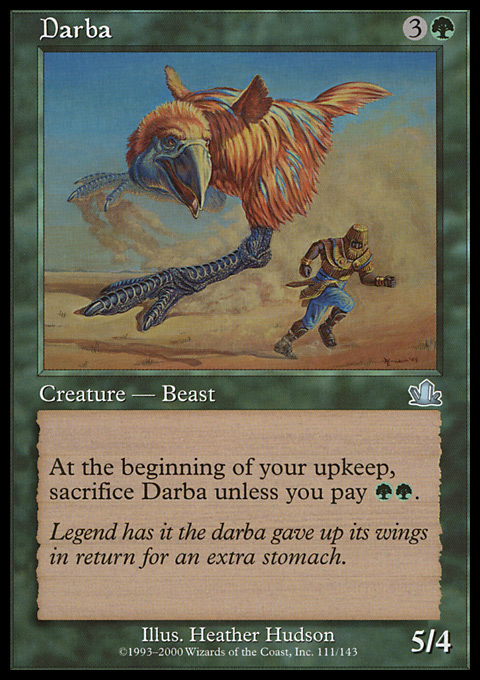 Darba 3
Creature — Beast
At the beginning of your upkeep,
sacrifice Darba unless you pay .
Legend has it the darba gave up its wings
in return for an extra stomach.
Illus. Heather Hudson
©1993–2000 Wizards of the Coast, Inc. 111/143
5/4